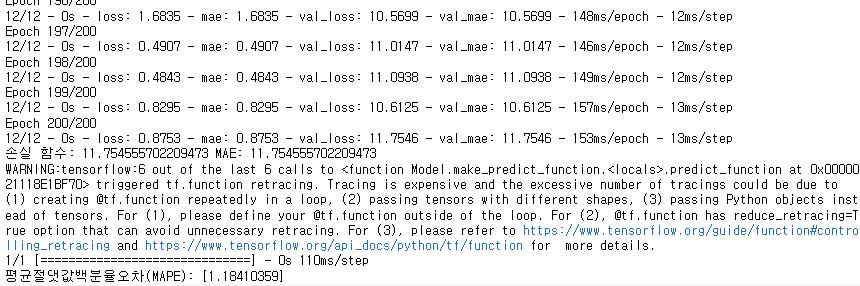 Epoch 196/200
12/12 - 0s - loss: 1.6835 - mae: 1.6835 - val_loss: 10.5699 - val_mae: 10.5699 - 148ms/epoch - 12ms/step
Epoch 197/200
12/12 - 0s - loss: 0.4907 - mae: 0.4907 - val_loss: 11.0147 - val_mae: 11.0147 - 146ms/epoch - 12ms/step
Epoch 198/200
12/12 - 0s - loss: 0.4843 - mae: 0.4843 - val_loss: 11.0938 - val_mae: 11.0938 - 149ms/epoch - 12ms/step
Epoch 199/200
12/12 - 0s - loss: 0.8295 - mae: 0.8295 - val_loss: 10.6125 - val_mae: 10.6125 - 157ms/epoch - 13ms/step
Epoch 200/200
12/12 - 0s - loss: 0.8753 - mae: 0.8753 - val_loss: 11.7546 - val_mae: 11.7546 - 153ms/epoch - 13ms/step
손실 함수: 11.754555702209473 MAE: 11.754555702209473
WARNING:tensorflow:6 out of the last 6 calls to <function Model.make_predict_function.<locals>.predict_function at 0x00000
21118E1BF70> triggered tf.function retracing. Tracing is expensive and the excessive number of tracings could be due to
(1) creating @tf.function repeatedly in a loop, (2) passing tensors with different shapes, (3) passing Python objects inst
ead of tensors. For (1), please define your @tf.function outside of the loop. For (2), @tf.function has reduce_retracing=T
rue option that can avoid unnecessary retracing. For (3), please refer to https://www.tensorflow.org/guide/function#contro
lling_retracing and https://www.tensorflow.org/api_docs/python/tf/function for  more details.
1/1 [==============================] - 0s 110ms/step
평균절댓값백분율오차(MAPE): [1.18410359]